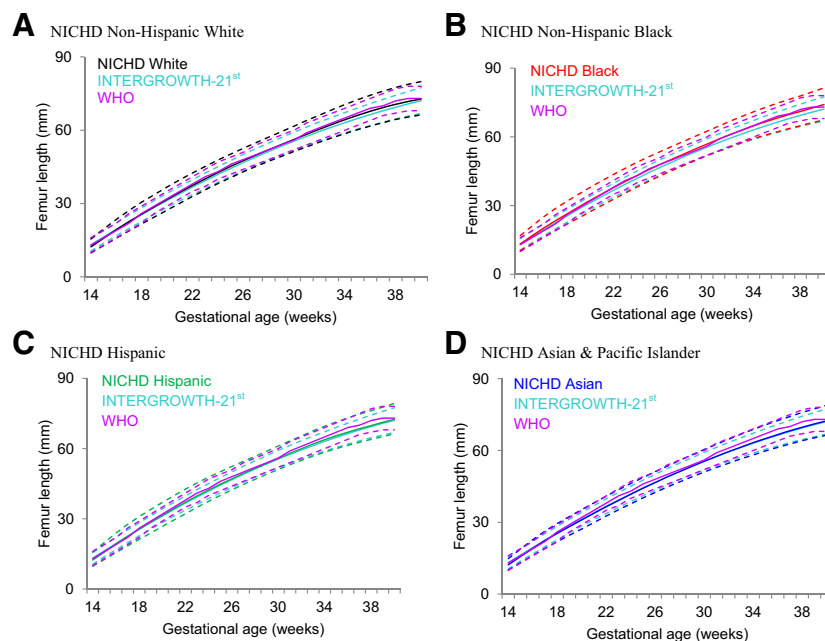 A NICHD Non-Hispanic White
90
60
30
0
Femur length (mm)
NICHD White
INTERGROWTH-21st
WHO
14 18 22 26 30 34 38
Gestational age (weeks)
B NICHD Non-Hispanic Black
90
60
30
0
Femur length (mm)
NICHD Black
INTERGROWTH-21st
WHO
14 18 22 26 30 34 38
Gestational age (weeks)
C NICHD Hispanic
90
60
30
0
Femur length (mm)
NICHD Hispanic
INTERGROWTH-21st
WHO
14 18 22 26 30 34 38
Gestational age (weeks)
D NICHD Asian & Pacific Islander
90
60
30
0
Femur length (mm)
NICHD Asian
INTERGROWTH-21st
WHO
14 18 22 26 30 34 38
Gestational age (weeks)